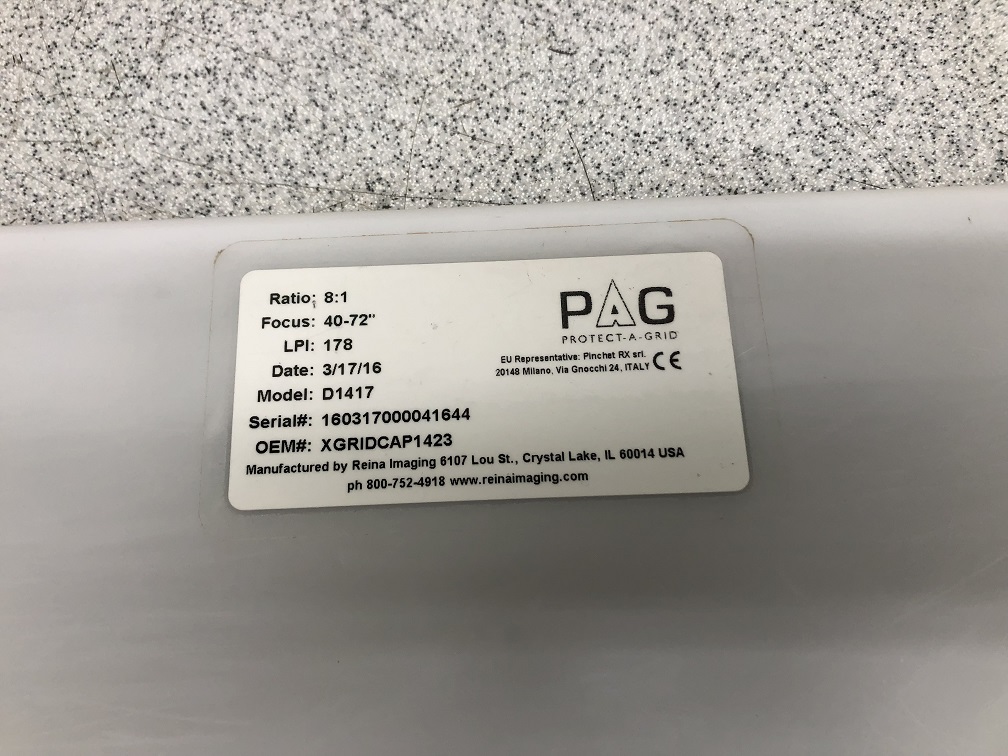 Ratio: 8:1
Focus: 40-72"
LPI: 178
Date: 3/17/16
Model: D1417
Serial#: 160317000041644
OEM#: XGRIDCAP1423
PAG
PROTECT-A-GRID
EU Representative: Pinchet RX srl.
20148 Milano, Via Gnocchi 24, ITALY CE
Manufactured by Reina Imaging 6107 Lou St., Crystal Lake, IL 60014 USA
ph 800-752-4918 www.reinaimaging.com